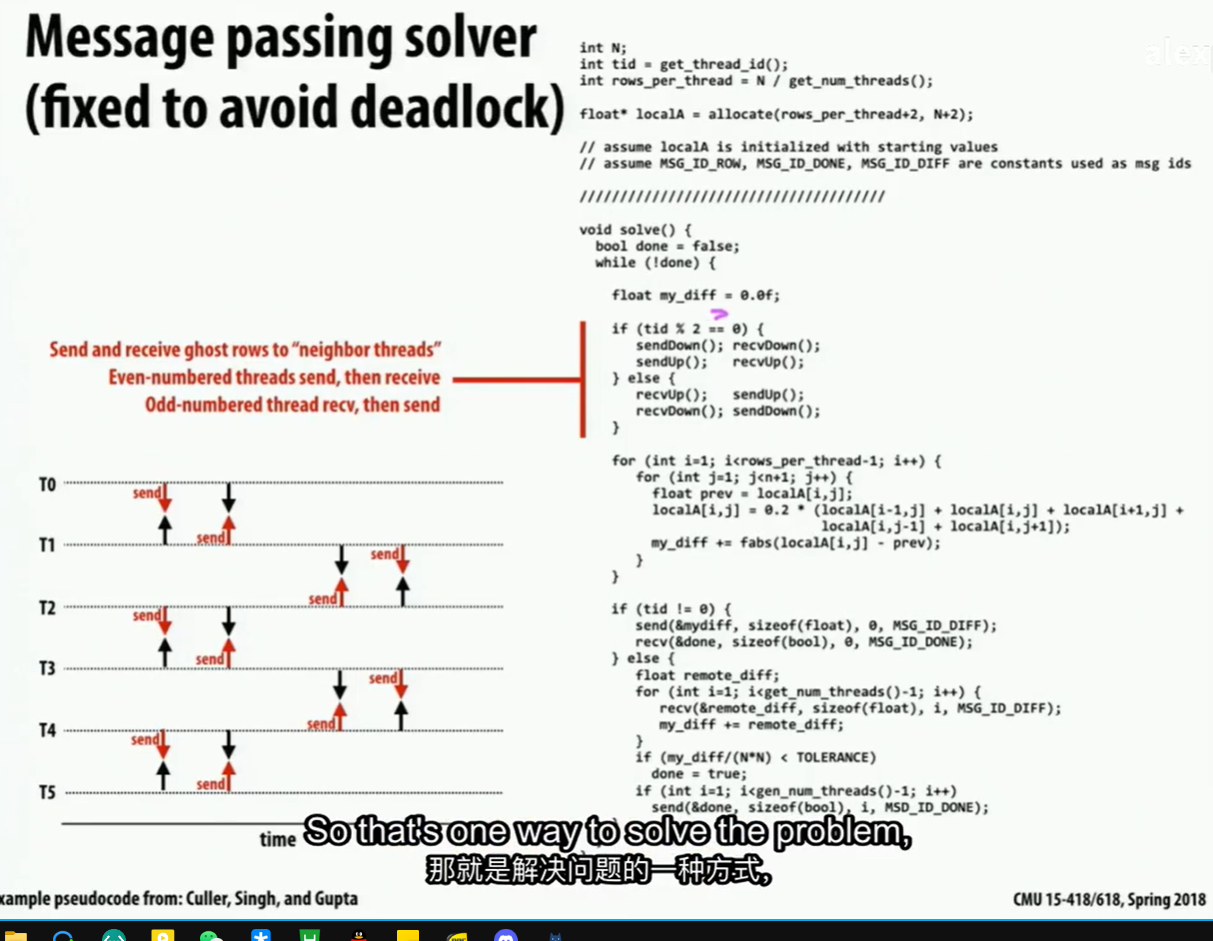 Message passing solver
(fixed to avoid deadlock)
alex
int N;
int tid = get_thread_id();
int rows_per_thread = N / get_num_threads();
float* localA = allocate(rows_per_thread+2, N+2);
// assume localA is initialized with starting values
// assume MSG_ID_ROW, MSG_ID_DONE, MSG_ID_DIFF are constants used as msg ids
//////////////////////////////////////
void solve() {
bool done = false;
while (!done) {
float my_diff = 0.0f;
if (tid % 2 == 0) {
sendDown(); recvDown();
sendUp(); recvUp();
} else {
recvUp(); sendUp();
recvDown(); sendDown();
}
for (int i=1; i<rows_per_thread-1; i++) {
for (int j=1; j<n+1; j++) {
float prev = localA[i,j];
localA[i,j] = 0.2 * (localA[i-1,j] + localA[i,j] + localA[i+1,j] +
localA[i,j-1] + localA[i,j+1]);
my_diff += fabs(localA[i,j] - prev);
}
}
if (tid != 0) {
send(&mydiff, sizeof(float), 0, MSG_ID_DIFF);
recv(&done, sizeof(bool), 0, MSG_ID_DONE);
} else {
float remote_diff;
for (int i=1; i<get_num_threads()-1; i++) {
recv(&remote_diff, sizeof(float), i, MSG_ID_DIFF);
my_diff += remote_diff;
}
if (my_diff/(N*N) < TOLERANCE)
done = true;
if (int i=1; i<gen_num_threads()-1; i++)
send(&done, sizeof(bool), i, MSD_ID_DONE);
Send and receive ghost rows to “neighbor threads”
Even-numbered threads send, then receive
Odd-numbered thread recv, then send
T0
send
send
T1
send
send
T2
send
send
T3
send
send
T4
send
send
T5
time
So that's one way to solve the problem,
那就是解决问题的一种方式，
xample pseudocode from: Culler, Singh, and Gupta
CMU 15-418/618, Spring 2018